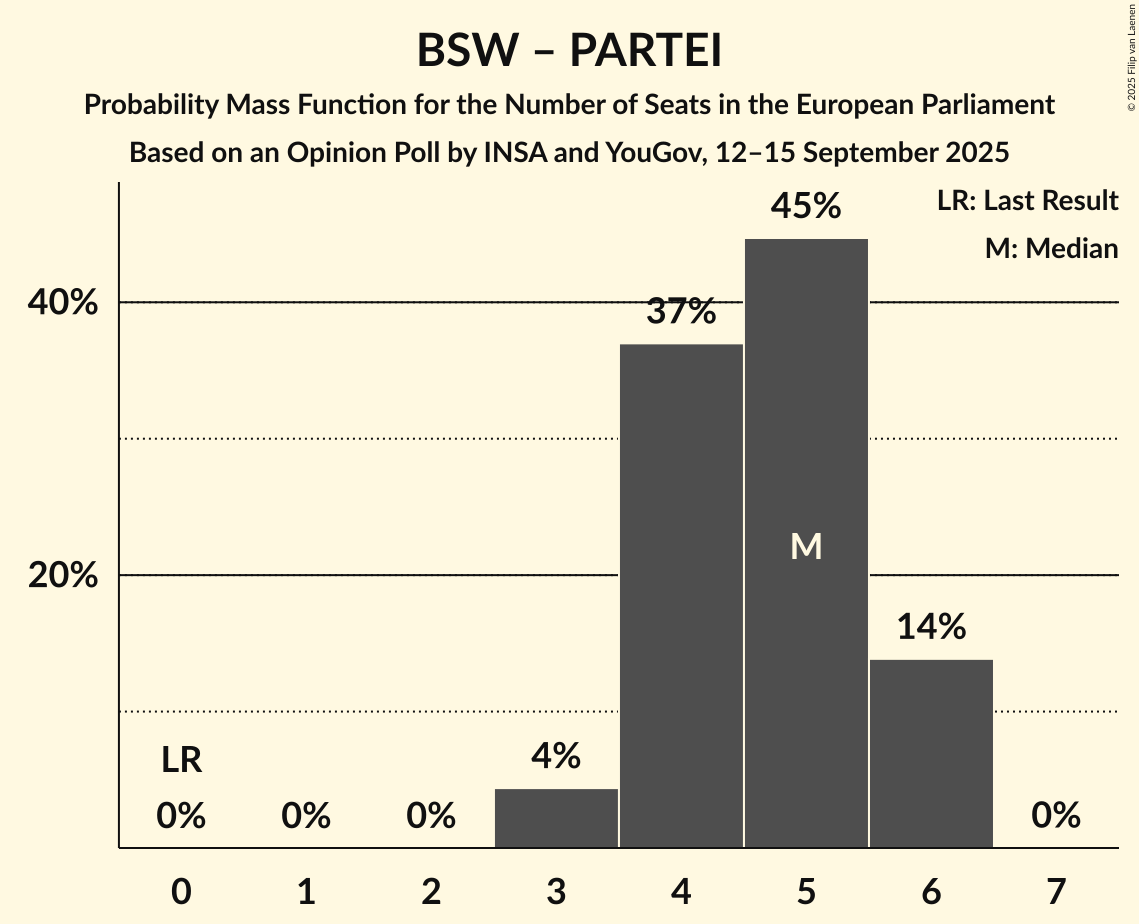 BSW – PARTEI
Probability Mass Function for the Number of Seats in the European Parliament
Based on an Opinion Poll by INSA and YouGov, 12–15 September 2025
© 2025 Filip van Laenen
LR: Last Result
M: Median
45%
40%
37%
M
20%
14%
LR
4%
0%
0%
0%
0%
0 1 2 3 4 5 6 7